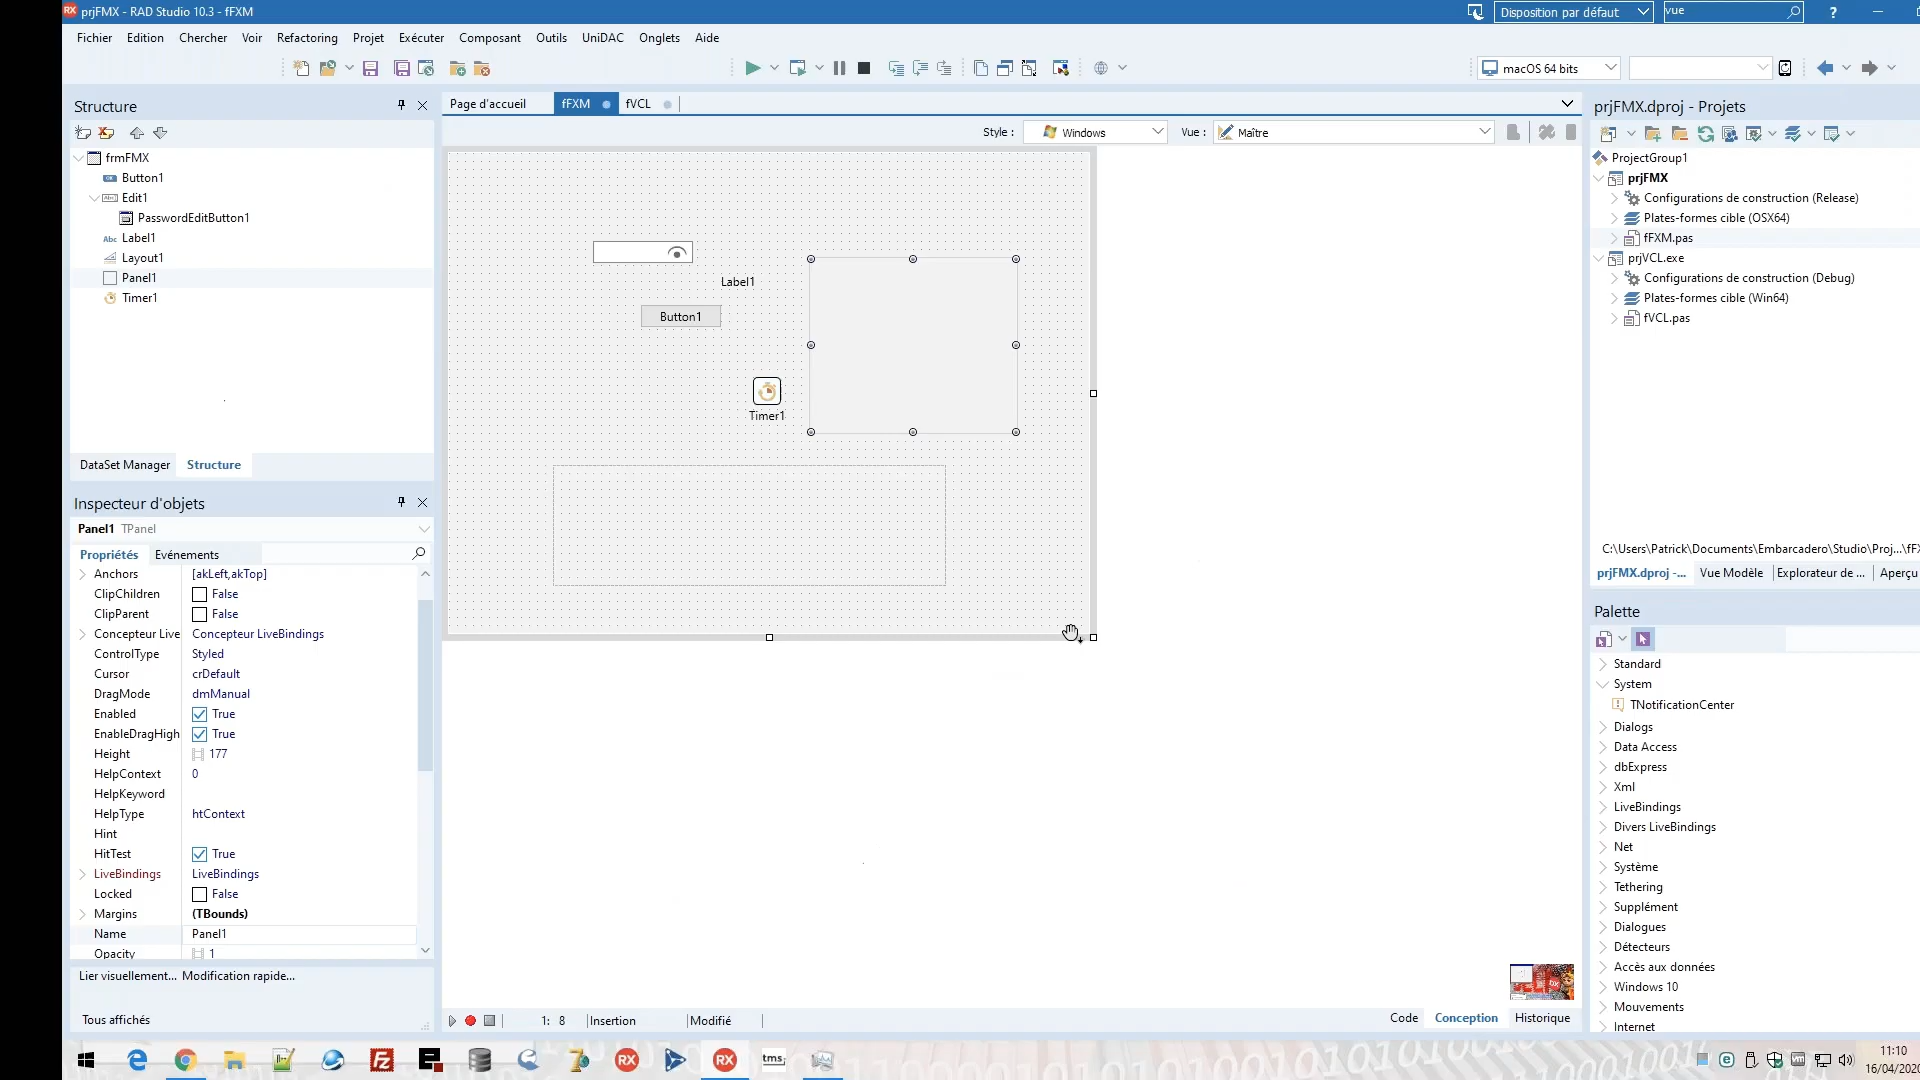 prjFMX - RAD Studio 10.3 - fFXM
Disposition par défaut
vue
?
Fichier Edition Chercher Voir Refactoring Projet Exécuter Composant Outils UniDAC Onglets Aide
macOS 64 bits
Structure
frmFMX
Button1
Edit1
PasswordEditButton1
Abc Label1
Layout1
Panel1
Timer1
DataSet Manager Structure
Inspecteur d'objets
Panel1 TPanel
Propriétés Evénements
Anchors [akLeft,akTop]
ClipChildren False
ClipParent False
Concepteur Live Concepteur LiveBindings
ControlType Styled
Cursor crDefault
DragMode dmManual
Enabled True
EnableDragHigh True
Height 177
HelpContext 0
HelpKeyword
HelpType htContext
Hint
HitTest True
LiveBindings LiveBindings
Locked False
Margins (TBounds)
Name Panel1
Opacity 1
Lier visuellement... Modification rapide...
Tous affichés
Page d'accueil fFXM fVCL
Style : Windows Vue : Maître
Label1
Button1
Timer1
1: 8 Insertion Modifié
Code Conception Historique
prjFMX.dproj - Projets
ProjectGroup1
prjFMX
Configurations de construction (Release)
Plates-formes cible (OSX64)
fFXM.pas
prjVCL.exe
Configurations de construction (Debug)
Plates-formes cible (Win64)
fVCL.pas
C:\Users\Patrick\Documents\Embarcadero\Studio\Proj...\fFX
prjFMX.dproj -... Vue Modèle Explorateur de ... Aperçu
Palette
Standard
System
TNotificationCenter
Dialogs
Data Access
dbExpress
Xml
LiveBindings
Divers LiveBindings
Net
Système
Tethering
Supplément
Dialogues
Détecteurs
Accès aux données
Windows 10
Mouvements
Internet
tms
11:10
16/04/2020